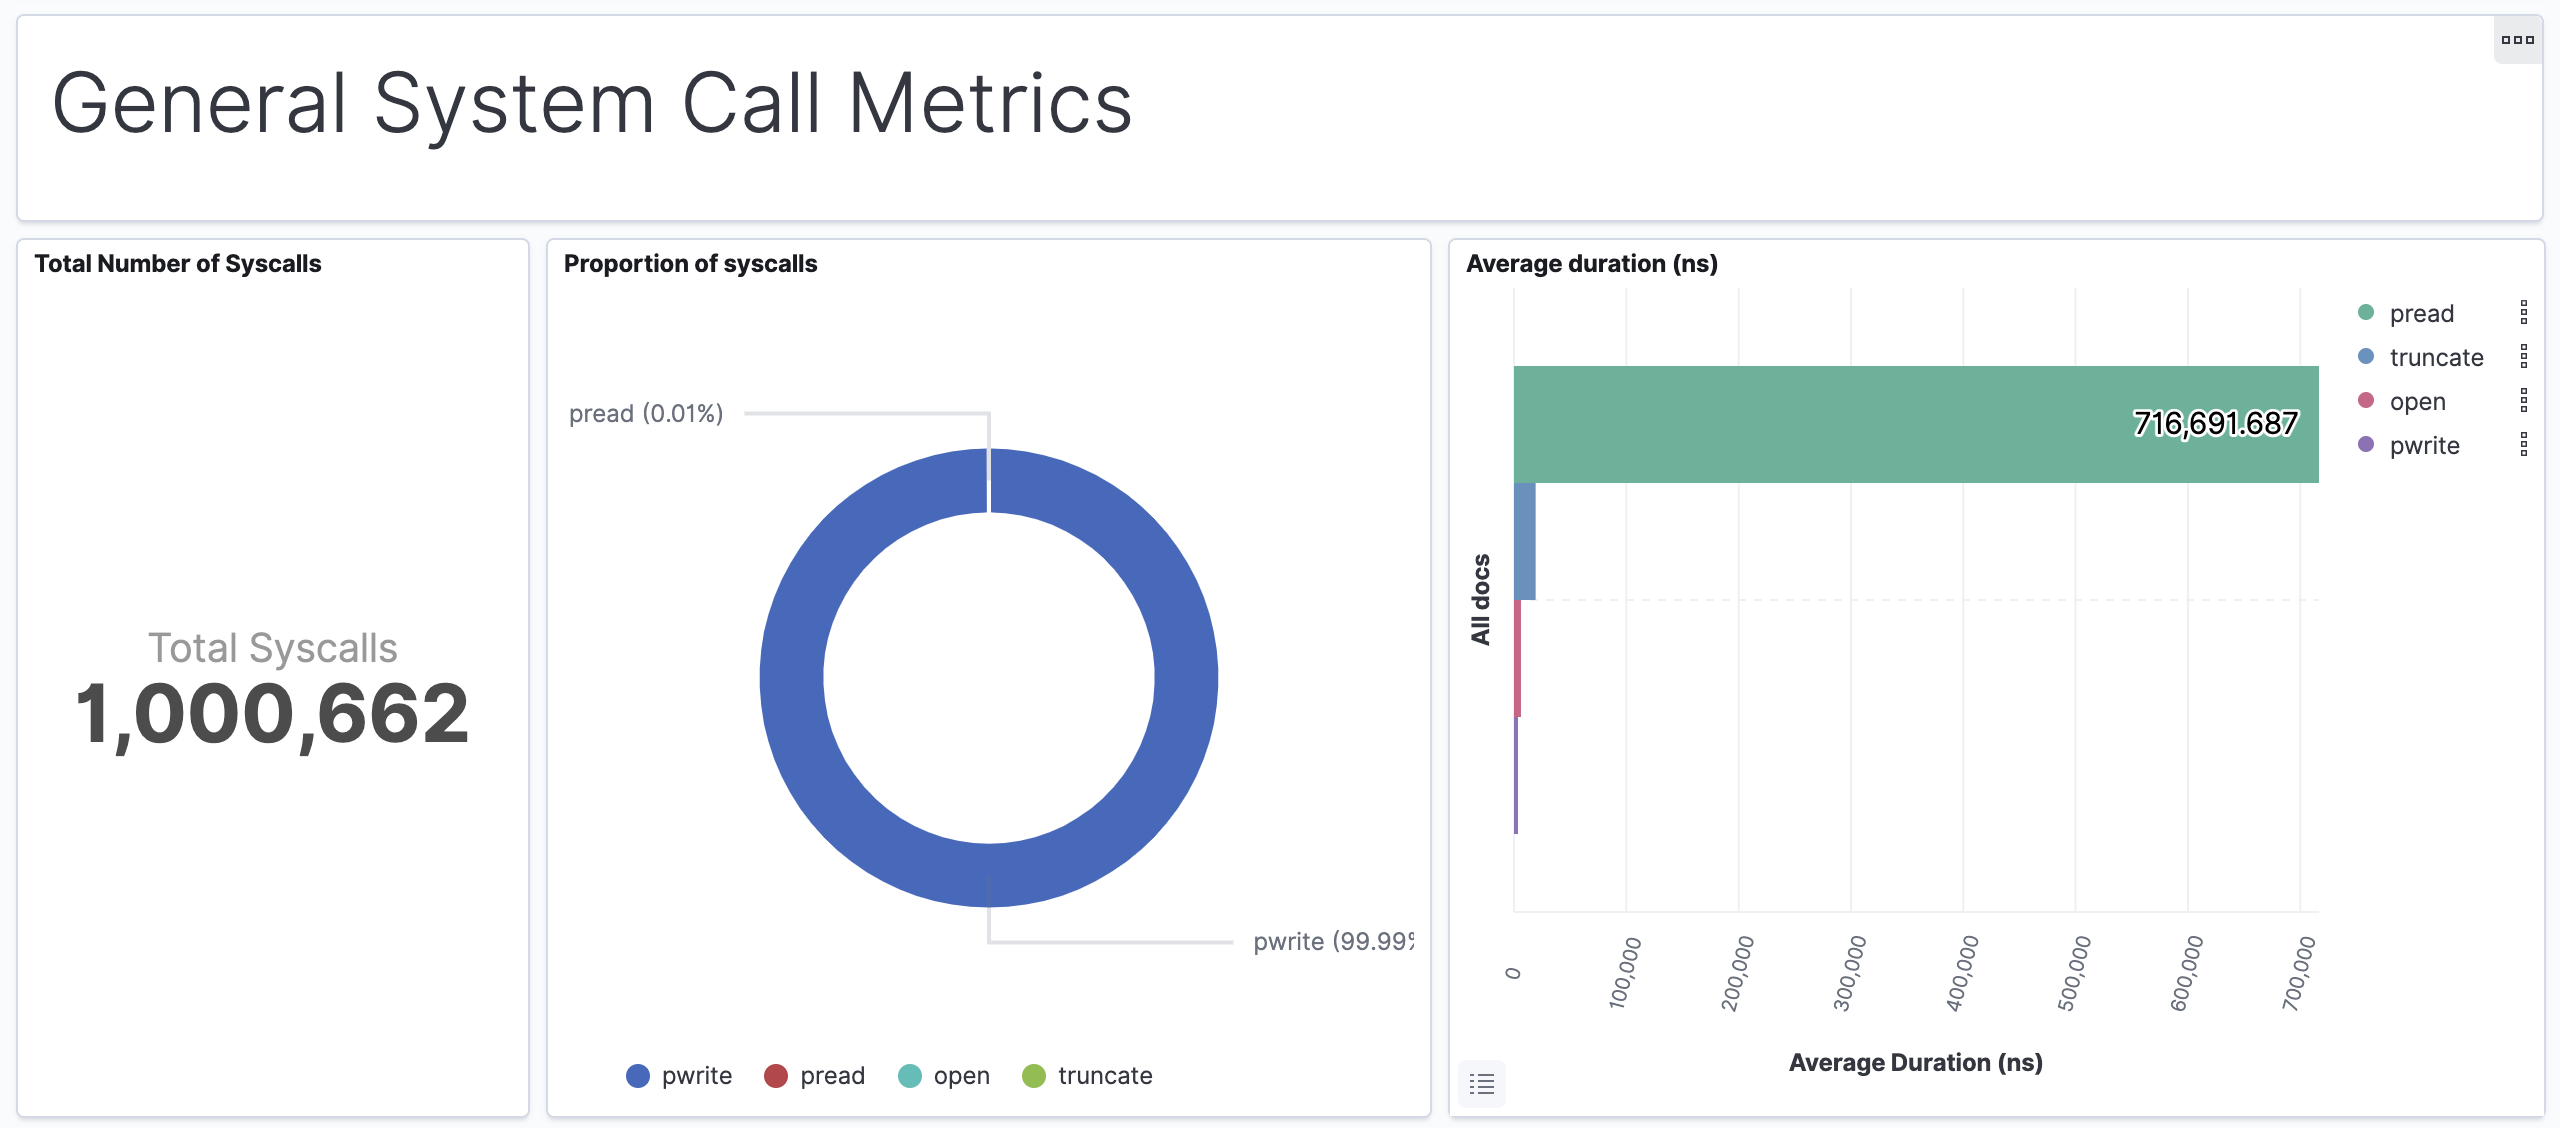 General System Call Metrics
Total Number of Syscalls
Total Syscalls
1,000,662
Proportion of syscalls
pread (0.01%)
pwrite (99.99%
pwrite
pread
open
truncate
Average duration (ns)
716,691.687
All docs
0
100,000
200,000
300,000
400,000
500,000
600,000
700,000
Average Duration (ns)
pread
truncate
open
pwrite